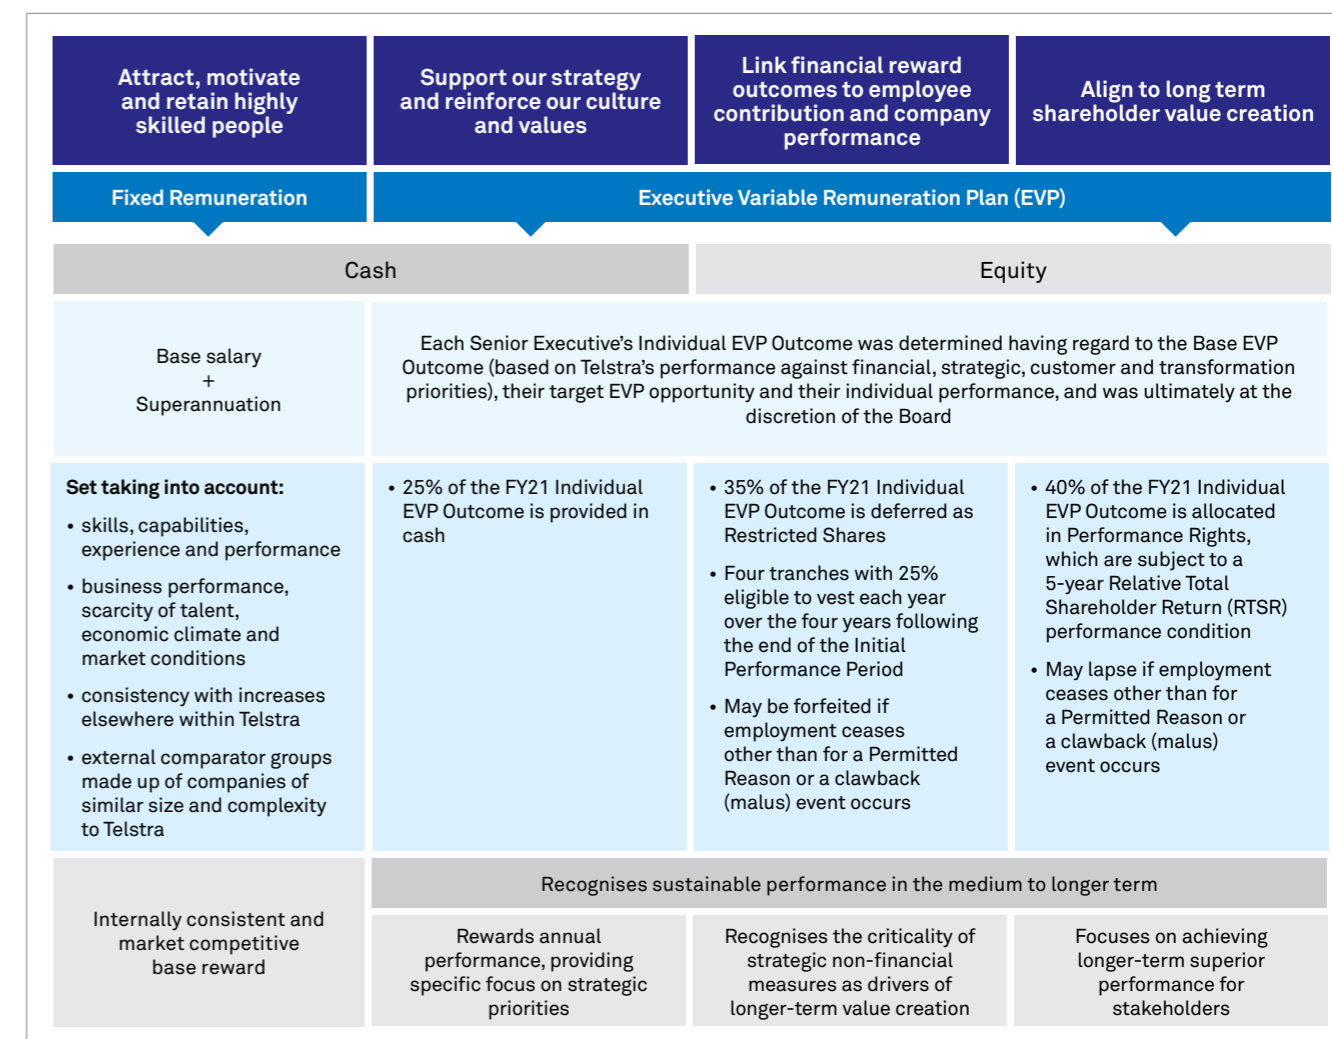 Attract, motivate
and retain highly
skilled people
Support our strategy
and reinforce our culture
and values
Link financial reward
outcomes to employee
contribution and company
performance
Align to long term
shareholder value creation
Fixed Remuneration
Executive Variable Remuneration Plan (EVP)
Cash
Equity
Base salary
+
Superannuation
Each Senior Executive's Individual EVP Outcome was determined having regard to the Base EVP
Outcome (based on Telstra's performance against financial, strategic, customer and transformation
priorities), their target EVP opportunity and their individual performance, and was ultimately at the
discretion of the Board
Set taking into account:
• skills, capabilities,
experience and performance
• business performance,
scarcity of talent,
economic climate and
market conditions
• consistency with increases
elsewhere within Telstra
• external comparator groups
made up of companies of
similar size and complexity
to Telstra
• 25% of the FY21 Individual
EVP Outcome is provided in
cash
• 35% of the FY21 Individual
EVP Outcome is deferred as
Restricted Shares
• Four tranches with 25%
eligible to vest each year
over the four years following
the end of the Initial
Performance Period
• May be forfeited if
employment ceases
other than for a Permitted
Reason or a clawback
(malus) event occurs
• 40% of the FY21 Individual
EVP Outcome is allocated
in Performance Rights,
which are subject to a
5-year Relative Total
Shareholder Return (RTSR)
performance condition
• May lapse if employment
ceases other than for
a Permitted Reason or
a clawback (malus)
event occurs
Internally consistent and
market competitive
base reward
Recognises sustainable performance in the medium to longer term
Rewards annual
performance, providing
specific focus on strategic
priorities
Recognises the criticality of
strategic non-financial
measures as drivers of
longer-term value creation
Focuses on achieving
longer-term superior
performance for
stakeholders